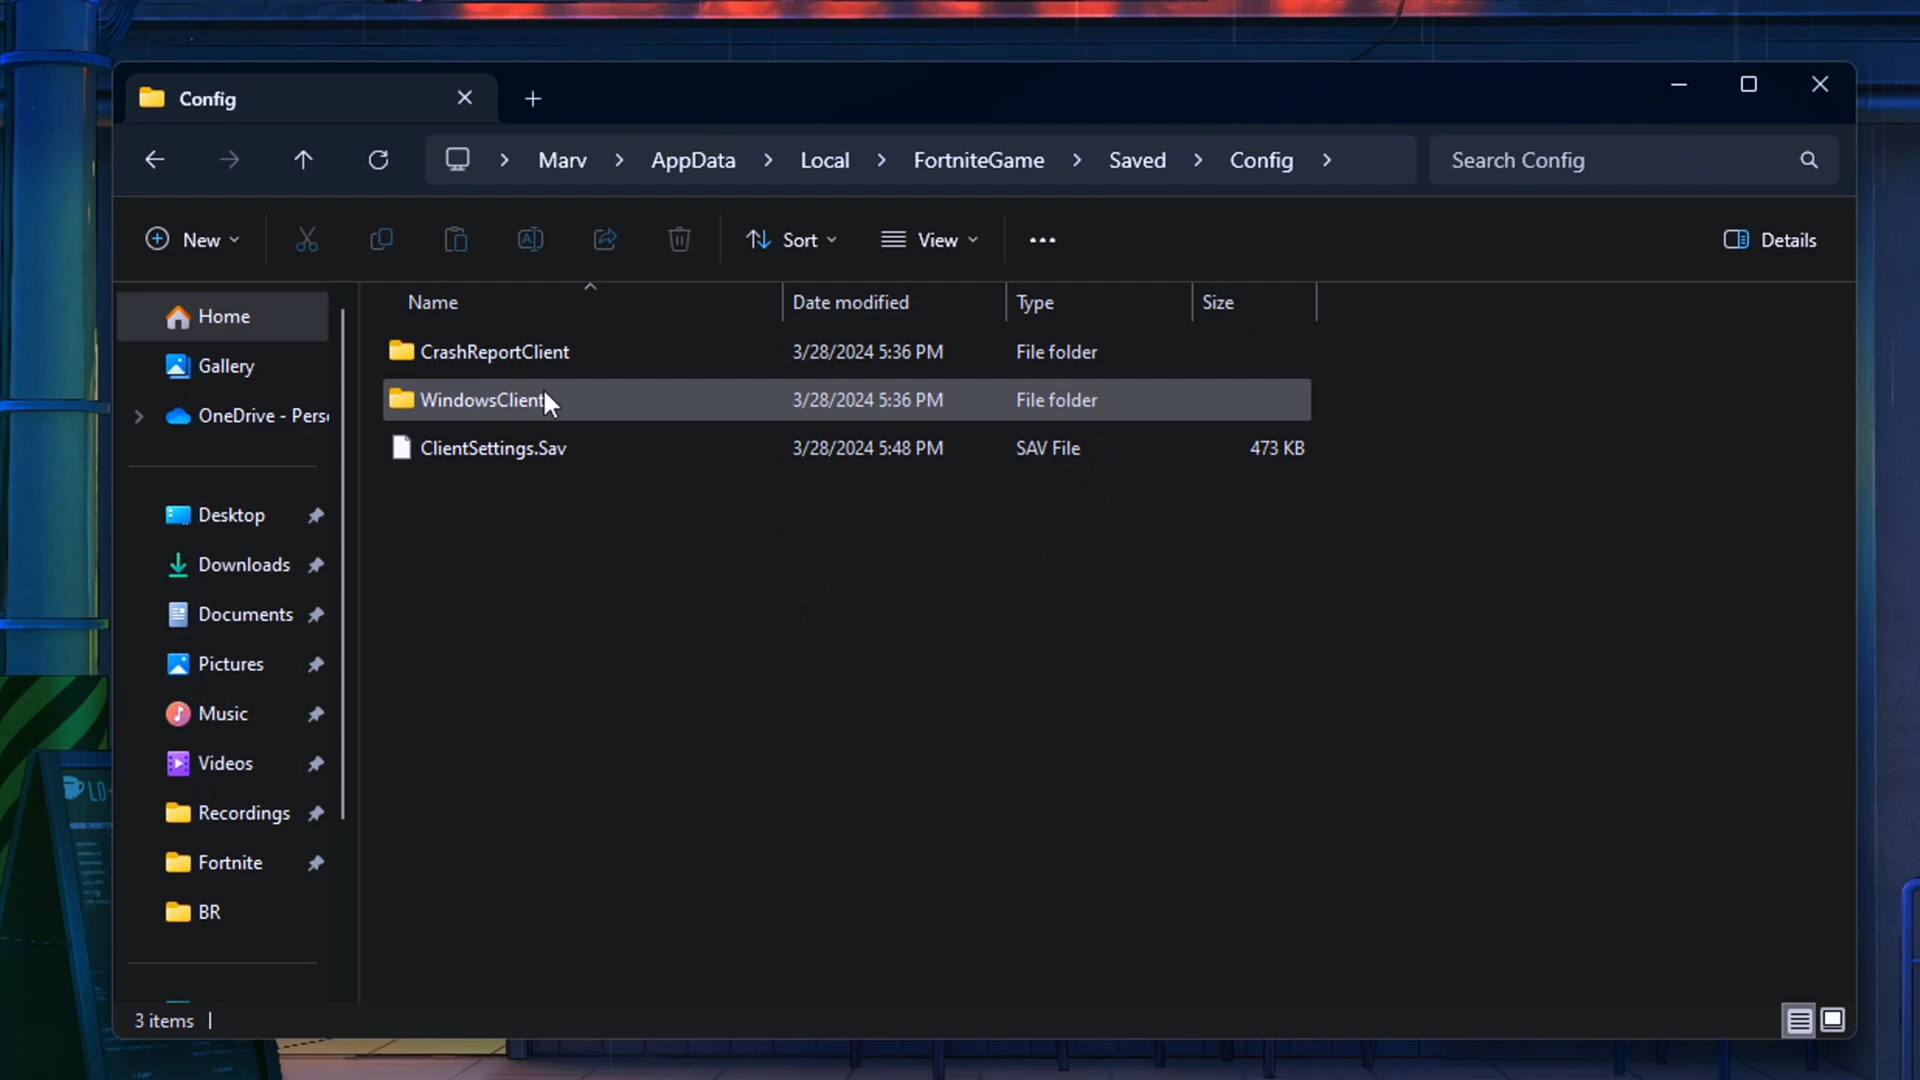 Config
Marv
AppData
Local
FortniteGame
Saved
Config
Search Config
New
Sort
View
Details
Name
Date modified
Type
Size
Home
Gallery
OneDrive - Pers
Desktop
Downloads
Documents
Pictures
Music
Videos
Recordings
Fortnite
BR
CrashReportClient 3/28/2024 5:36 PM File folder
WindowsClient 3/28/2024 5:36 PM File folder
ClientSettings.Sav 3/28/2024 5:48 PM SAV File 473 KB
3 items
LO